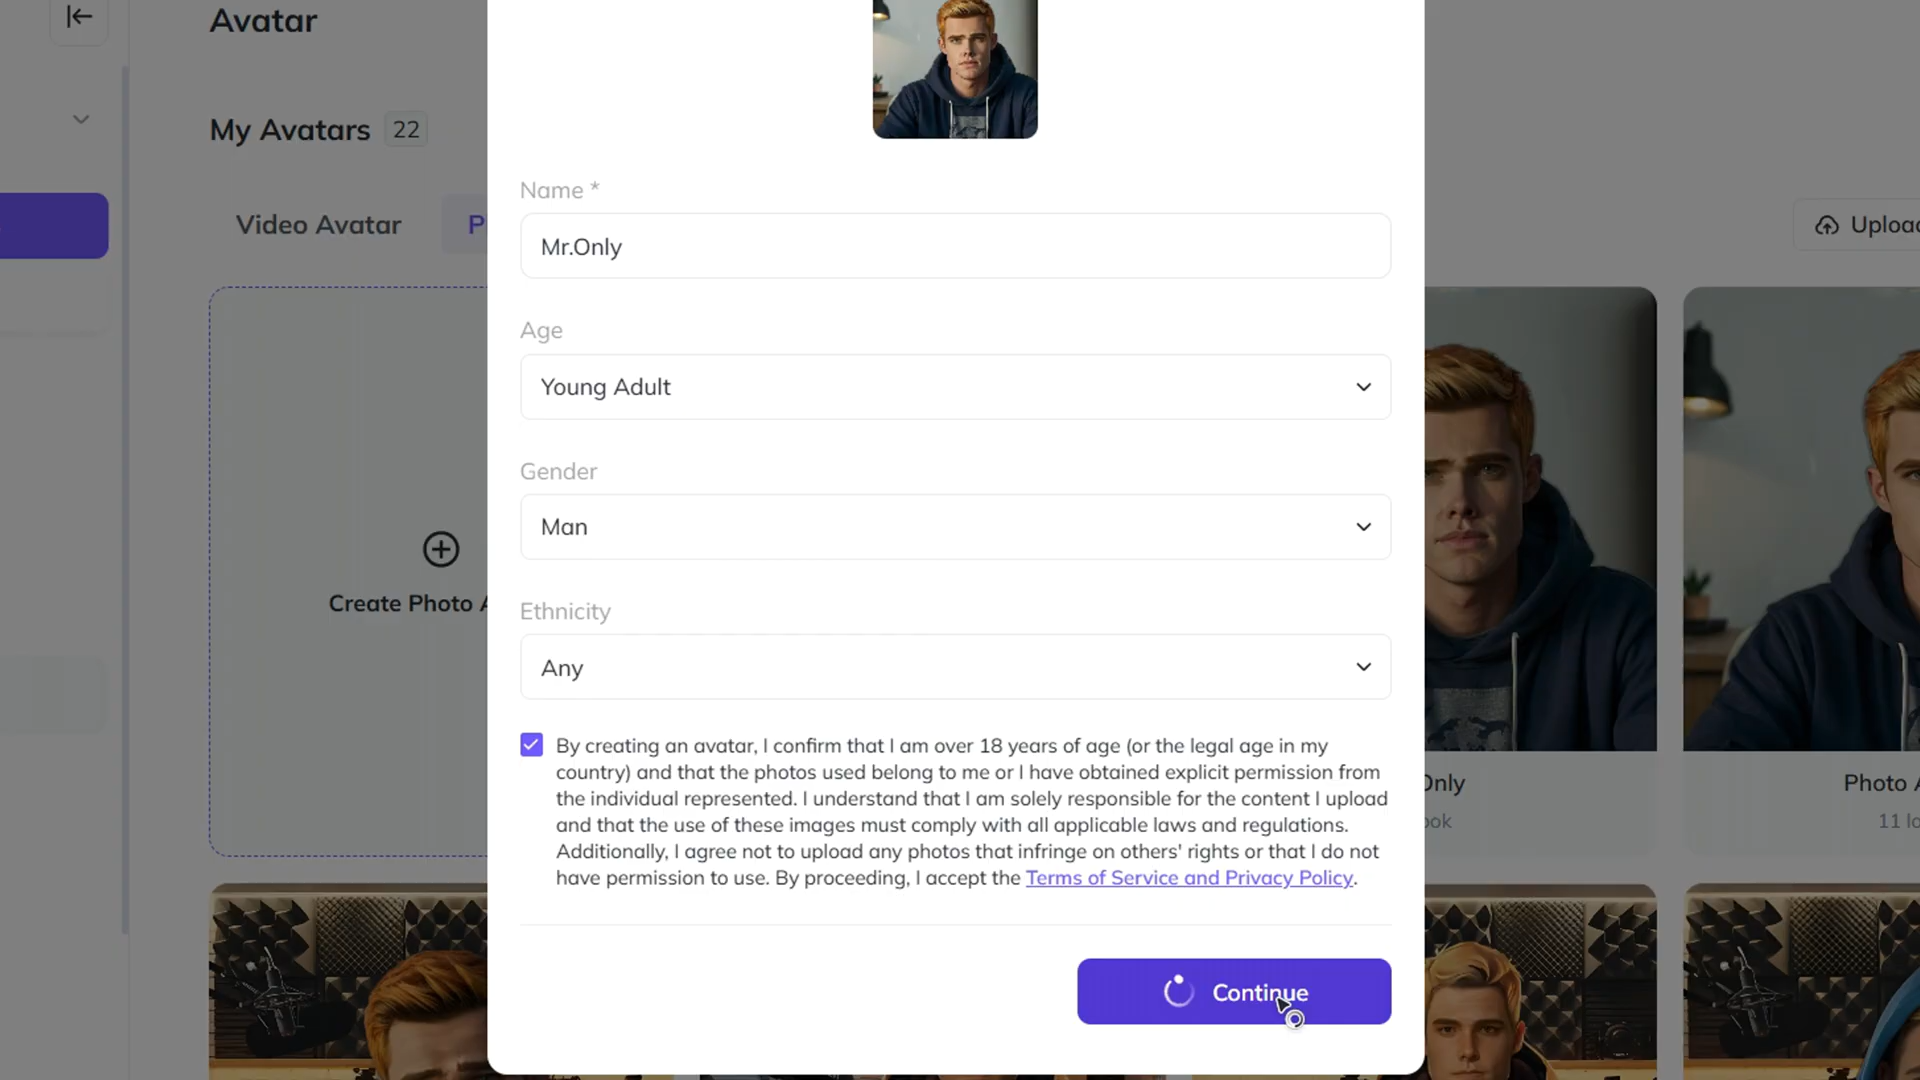 Avatar
My Avatars 22
Video Avatar
P
Upload
Name *
Mr.Only
Age
Young Adult
Gender
Man
Create Photo A
Ethnicity
Any
By creating an avatar, I confirm that I am over 18 years of age (or the legal age in my
country) and that the photos used belong to me or I have obtained explicit permission from
the individual represented. I understand that I am solely responsible for the content I upload
and that the use of these images must comply with all applicable laws and regulations.
Additionally, I agree not to upload any photos that infringe on others' rights or that I do not
have permission to use. By proceeding, I accept the Terms of Service and Privacy Policy.
Only
ook
Photo A
11 lo
Continue